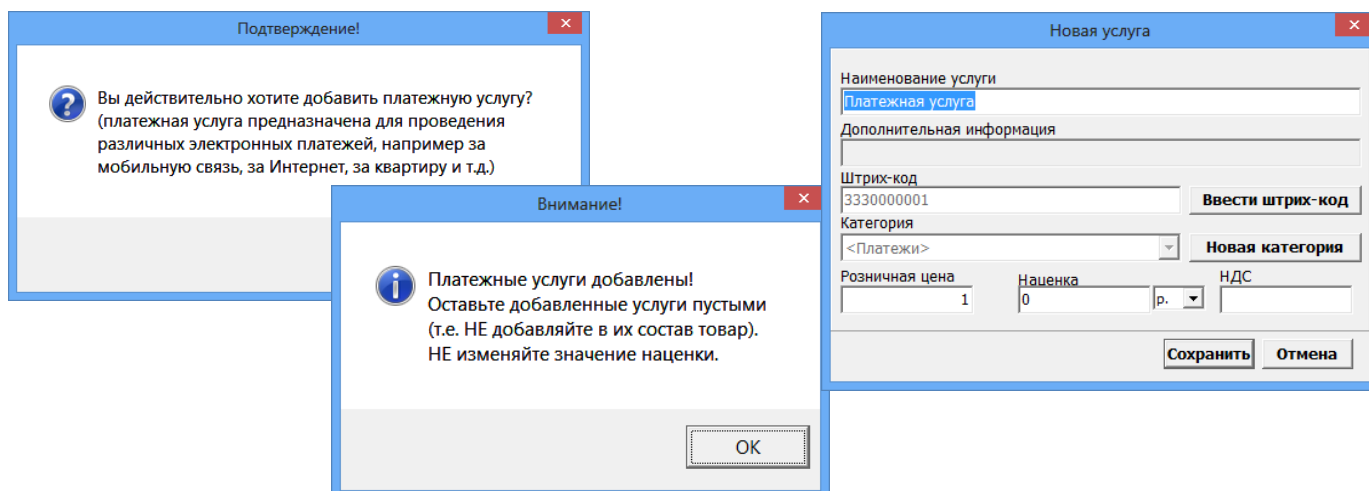 Подтверждение!
Вы действительно хотите добавить платежную услугу?
(платежная услуга предназначена для проведения
различных электронных платежей, например за
мобильную связь, за Интернет, за квартиру и т.д.)
Внимание!
Платежные услуги добавлены!
Оставьте добавленные услуги пустыми
(т.е. НЕ добавляйте в их состав товар).
НЕ изменяйте значение наценки.
OK
Новая услуга
Наименование услуги
Платежная услуга
Дополнительная информация
Штрих-код
3330000001 Ввести штрих-код
Категория
<Платежи> Новая категория
Розничная цена Наценка НДС
1 0 р.
Сохранить Отмена